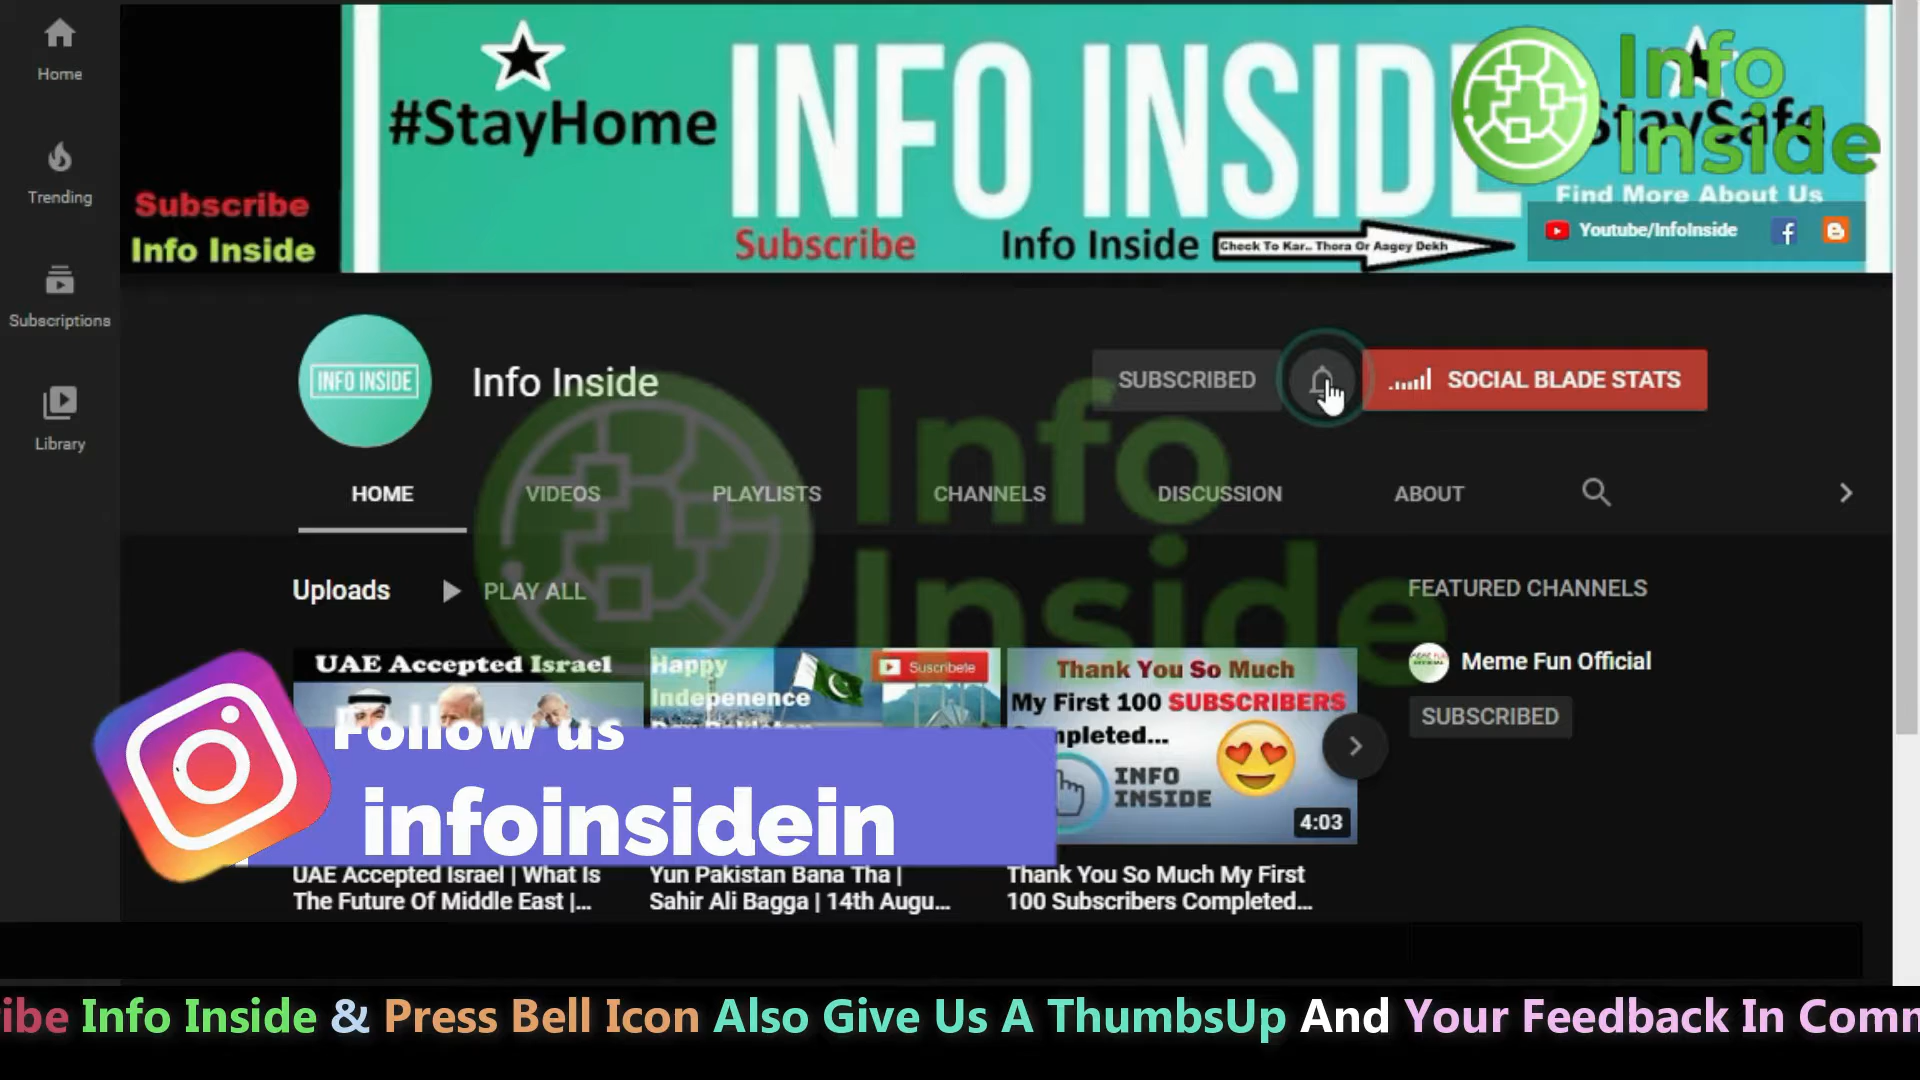 Home
Trending
Subscriptions
Library
Subscribe
Info Inside
#StayHome
INFO INSIDE
Subscribe
Info Inside
Check To Kar.. Thora Or Aagey Dekh
StaySafe
Info
Inside
Find More About Us
Youtube/InfoInside
INFO INSIDE
Info Inside
SUBSCRIBED
SOCIAL BLADE STATS
HOME
VIDEOS
PLAYLISTS
CHANNELS
DISCUSSION
ABOUT
Info
Inside
Uploads
PLAY ALL
FEATURED CHANNELS
Meme Fun Official
SUBSCRIBED
UAE Accepted Israel
Happy
Indepenence
Suscribete
Thank You So Much
My First 100 SUBSCRIBERS
INFO
INSIDE
4:03
Follow us
infoinsidein
UAE Accepted Israel | What Is
The Future Of Middle East |...
Yun Pakistan Bana Tha |
Sahir Ali Bagga | 14th Augu...
Thank You So Much My First
100 Subscribers Completed...
ibe Info Inside & Press Bell Icon Also Give Us A ThumbsUp And Your Feedback In Comm